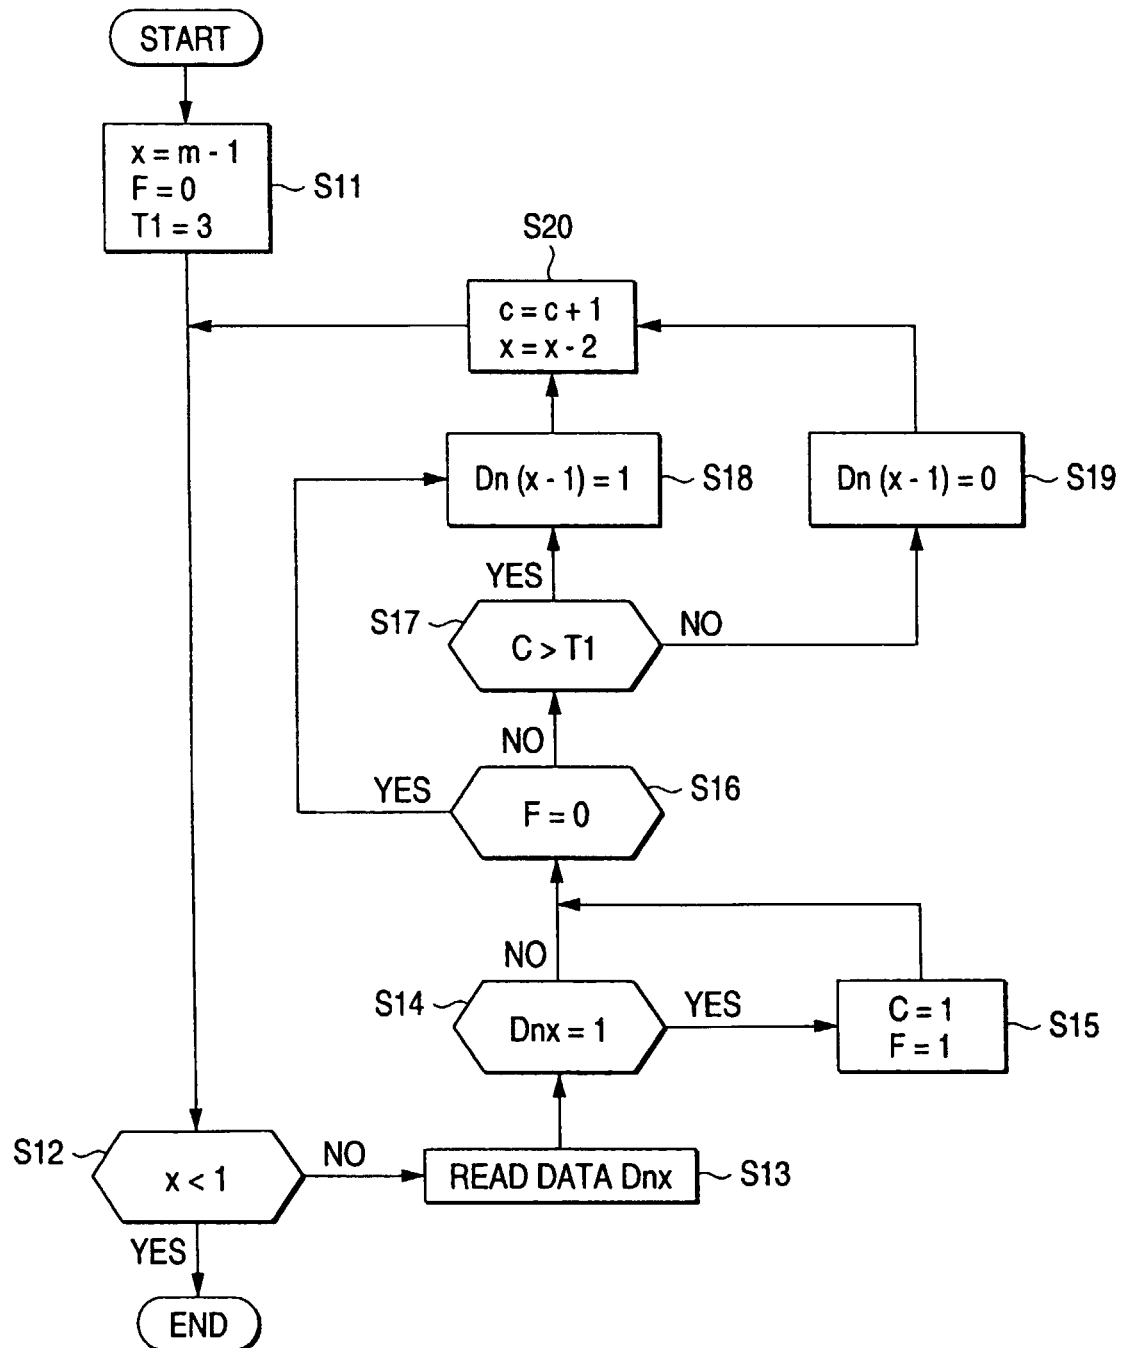 START
x = m - 1
F = 0
T1 = 3
S11
S20
c = c + 1
x = x - 2
Dn (x - 1) = 1
S18
Dn (x - 1) = 0
S19
YES
S17
C > T1
NO
NO
YES
F = 0
S16
NO
S14
Dnx = 1
YES
C = 1
F = 1
S15
S12
x < 1
NO
READ DATA Dnx
S13
YES
END